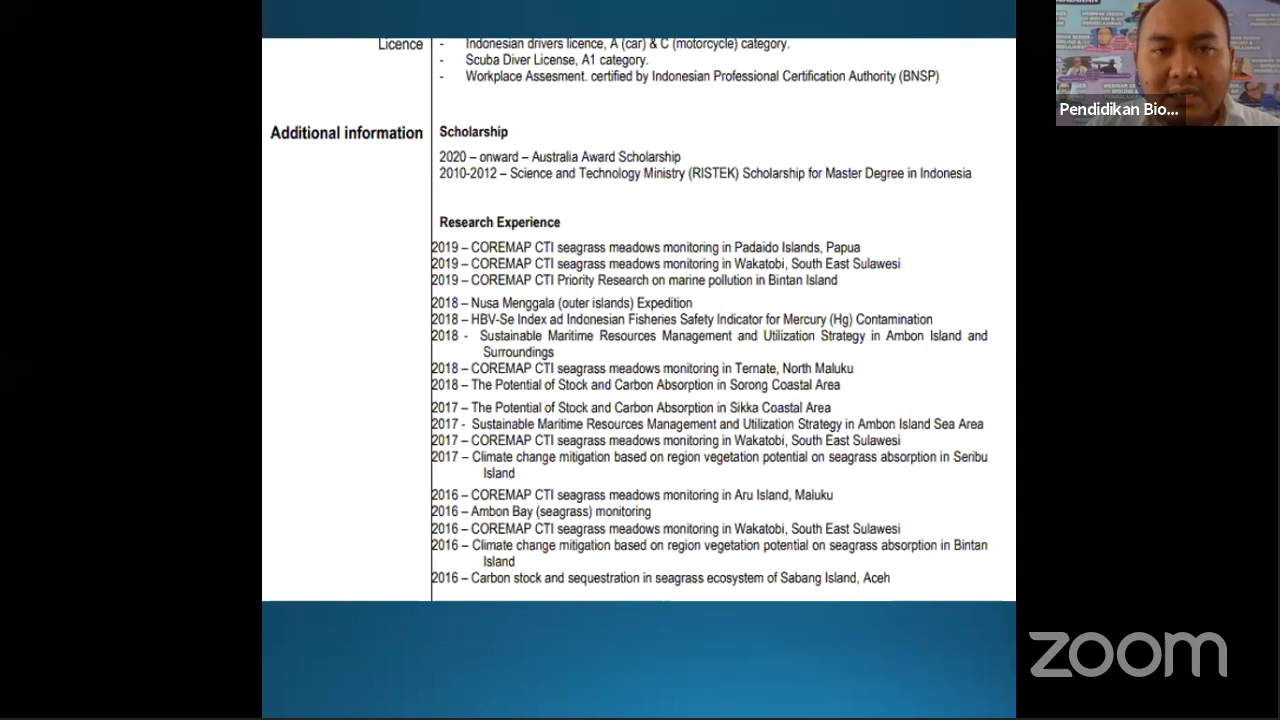 Licence
- Indonesian drivers licence, A (car) & C (motorcycle) category.
- Scuba Diver License, A1 category.
- Workplace Assesment. certified by Indonesian Professional Certification Authority (BNSP)
Additional information
Scholarship
2020 – onward – Australia Award Scholarship
2010-2012 – Science and Technology Ministry (RISTEK) Scholarship for Master Degree in Indonesia
Research Experience
2019 – COREMAP CTI seagrass meadows monitoring in Padaido Islands, Papua
2019 – COREMAP CTI seagrass meadows monitoring in Wakatobi, South East Sulawesi
2019 – COREMAP CTI Priority Research on marine pollution in Bintan Island
2018 – Nusa Menggala (outer islands) Expedition
2018 – HBV-Se Index ad Indonesian Fisheries Safety Indicator for Mercury (Hg) Contamination
2018 - Sustainable Maritime Resources Management and Utilization Strategy in Ambon Island and
Surroundings
2018 – COREMAP CTI seagrass meadows monitoring in Ternate, North Maluku
2018 – The Potential of Stock and Carbon Absorption in Sorong Coastal Area
2017 – The Potential of Stock and Carbon Absorption in Sikka Coastal Area
2017 - Sustainable Maritime Resources Management and Utilization Strategy in Ambon Island Sea Area
2017 – COREMAP CTI seagrass meadows monitoring in Wakatobi, South East Sulawesi
2017 – Climate change mitigation based on region vegetation potential on seagrass absorption in Seribu
Island
2016 – COREMAP CTI seagrass meadows monitoring in Aru Island, Maluku
2016 – Ambon Bay (seagrass) monitoring
2016 – COREMAP CTI seagrass meadows monitoring in Wakatobi, South East Sulawesi
2016 – Climate change mitigation based on region vegetation potential on seagrass absorption in Bintan
Island
2016 – Carbon stock and sequestration in seagrass ecosystem of Sabang Island, Aceh
Pendidikan Bio...
zoom